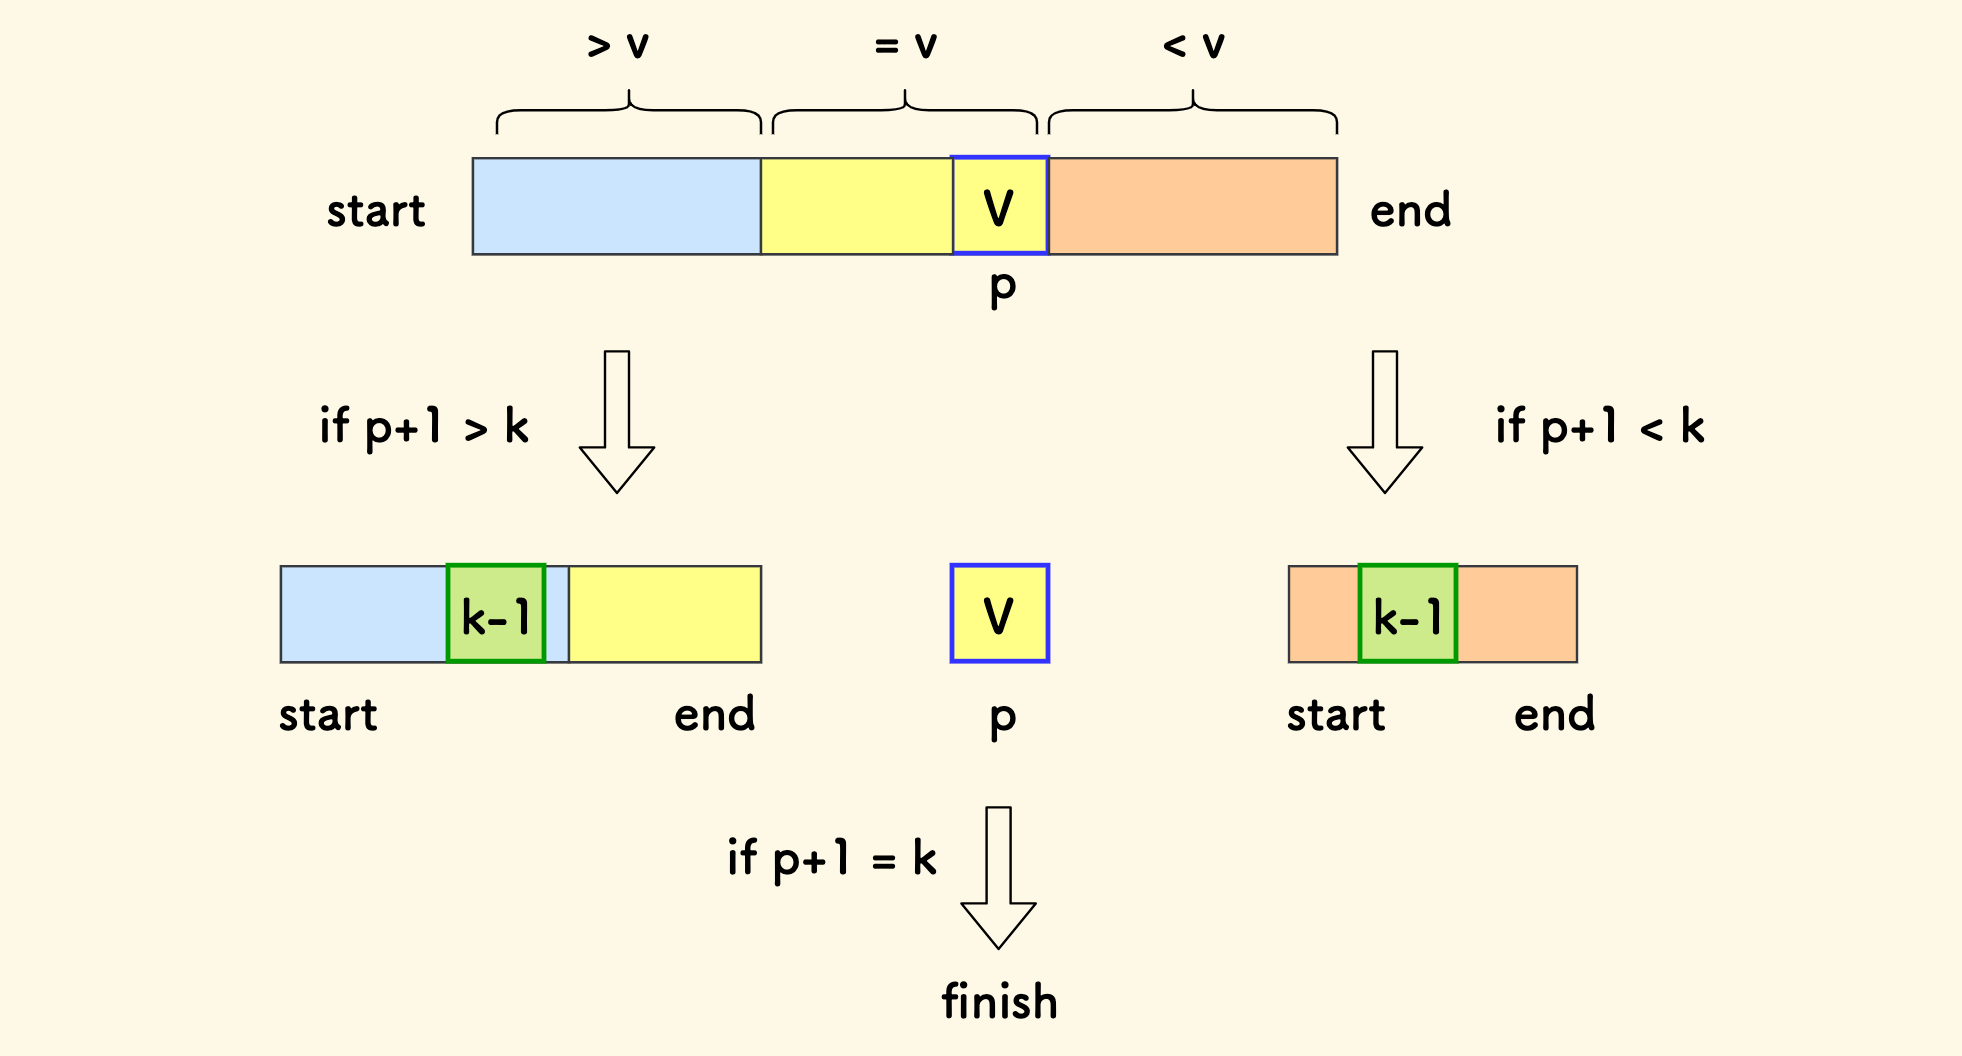 > v = v < v
start V end
p
if p+1 > k if p+1 < k
k-1 V k-1
start end p start end
if p+1 = k
finish